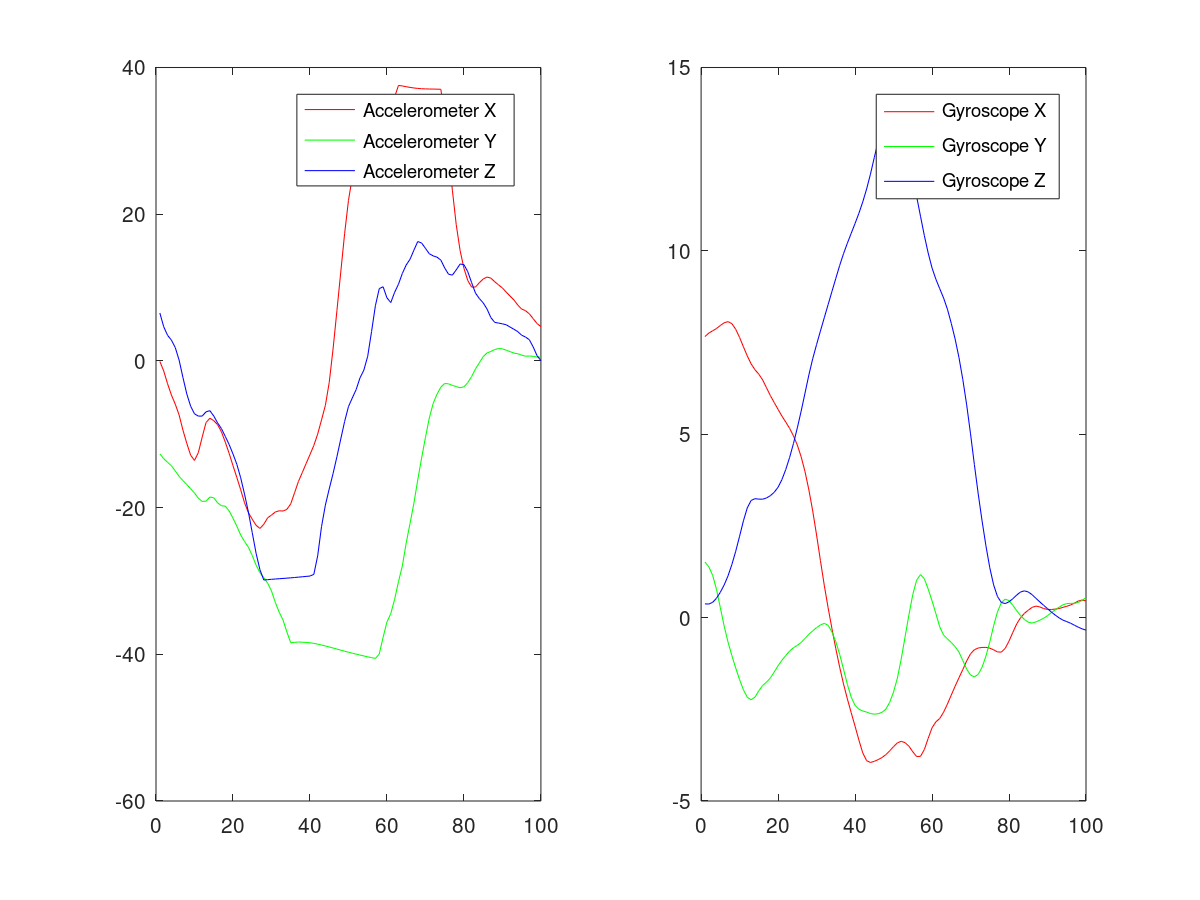 40
20
0
-20
-40
-60
0 20 40 60 80 100
Accelerometer X
Accelerometer Y
Accelerometer Z
15
10
5
0
-5
0 20 40 60 80 100
Gyroscope X
Gyroscope Y
Gyroscope Z